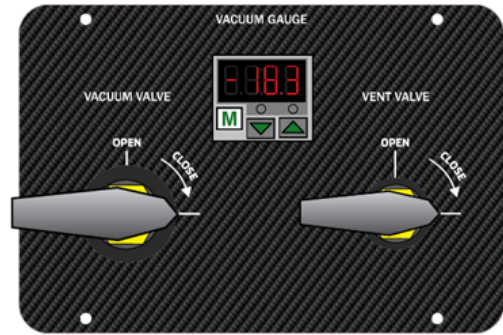 VACUUM GAUGE
-18.3
M
VACUUM VALVE
VENT VALVE
OPEN
CLOSE
OPEN
CLOSE